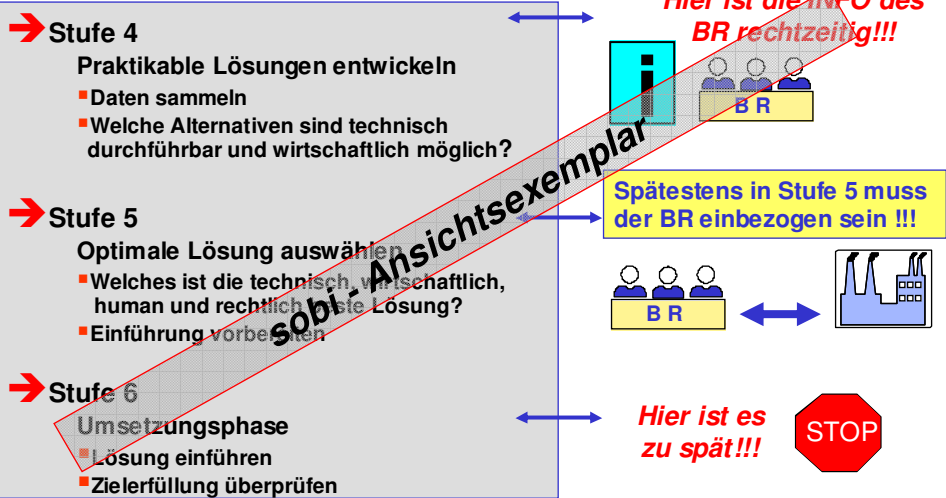 Stufe 4
Praktikable Lösungen entwickeln
Daten sammeln
Welche Alternativen sind technisch
durchführbar und wirtschaftlich möglich?
Hier ist die INFO des
BR rechtzeitig!!!
i
B R
Stufe 5
Optimale Lösung auswählen
Welches ist die technisch, wirtschaftlich,
human und rechtlich beste Lösung?
Einführung vorbereiten
Spätestens in Stufe 5 muss
der BR einbezogen sein !!!
B R
Stufe 6
Umsetzungsphase
Lösung einführen
Zielerfüllung überprüfen
Hier ist es
zu spät!!!
STOP
sobi - Ansichtsexemplar